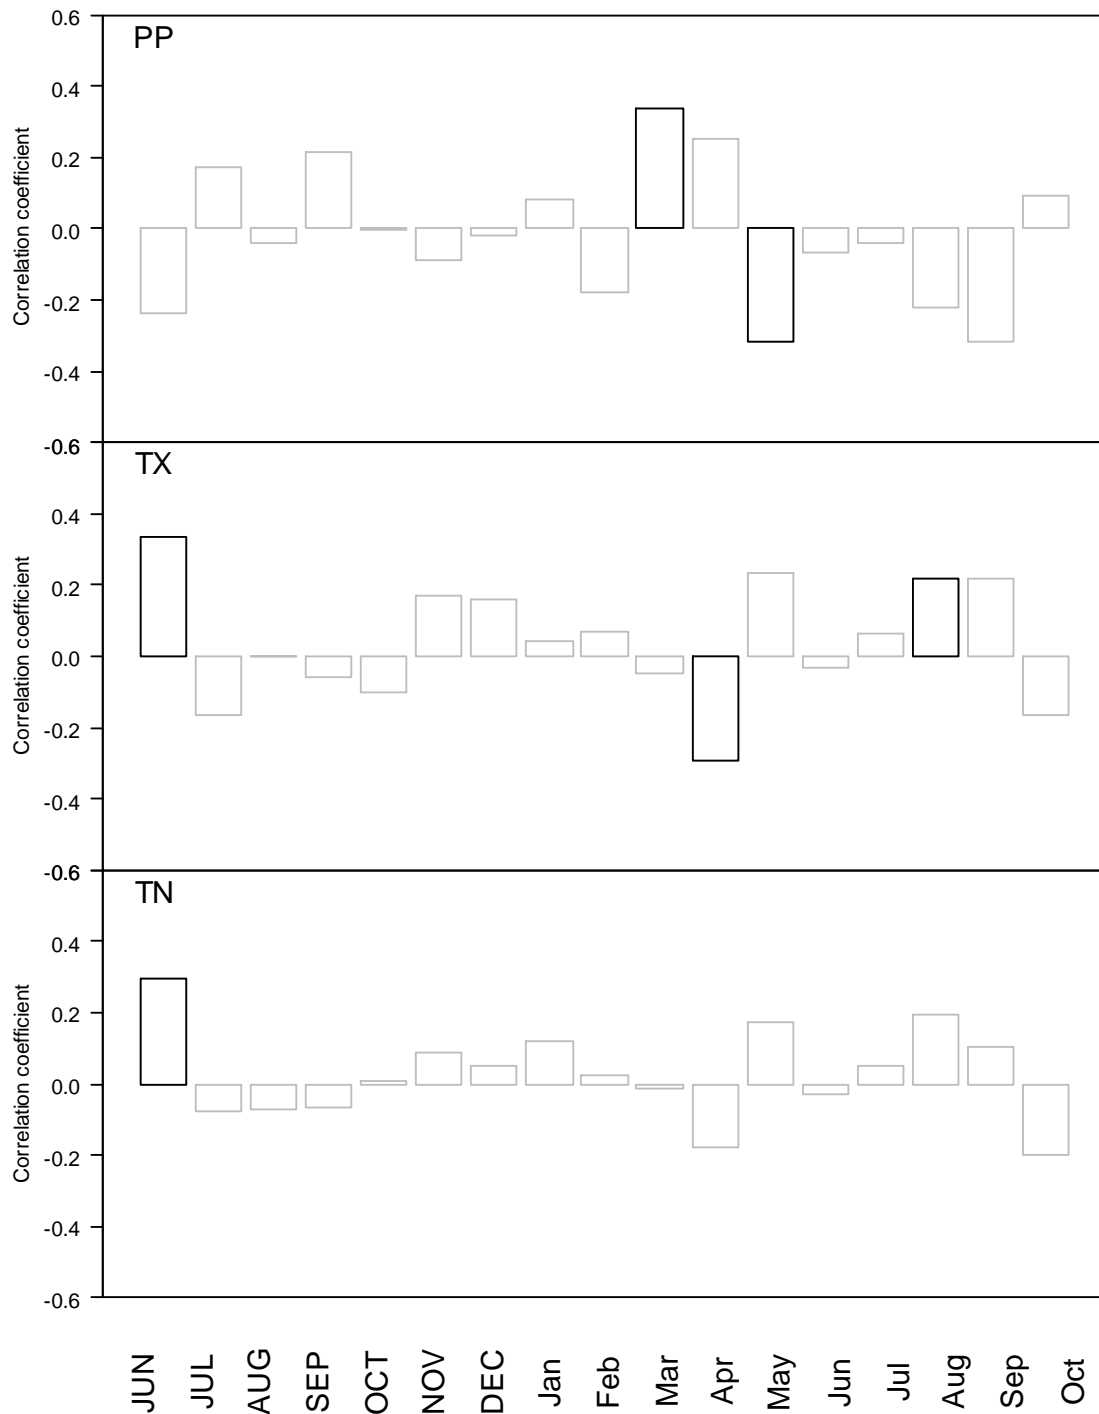 0.6
PP
0.4
0.2
0.0
-0.2
-0.4
-0.6
Correlation coefficient
TX
0.4
0.2
0.0
-0.2
-0.4
-0.6
Correlation coefficient
TN
0.4
0.2
0.0
-0.2
-0.4
-0.6
Correlation coefficient
JUN JUL AUG SEP OCT NOV DEC Jan Feb Mar Apr May Jun Jul Aug Sep Oct